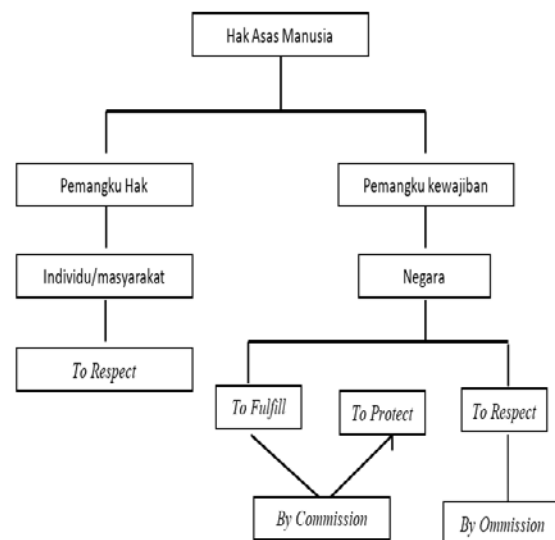 Hak Asas Manusia
Pemangku Hak
Pemangku kewajiban
Individu/masyarakat
Negara
To Respect
To Fulfill
To Protect
To Respect
By Commission
By Ommission